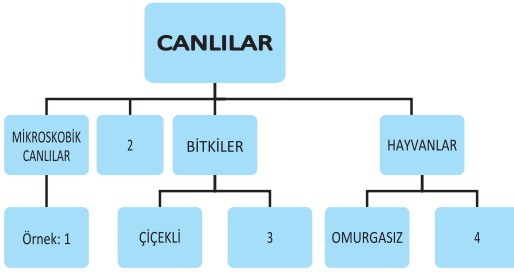 CANLILAR
MİKROSKOBİK
CANLILAR
2
BİTKİLER
HAYVANLAR
Örnek: 1
ÇİÇEKLİ
3
OMURGASIZ
4